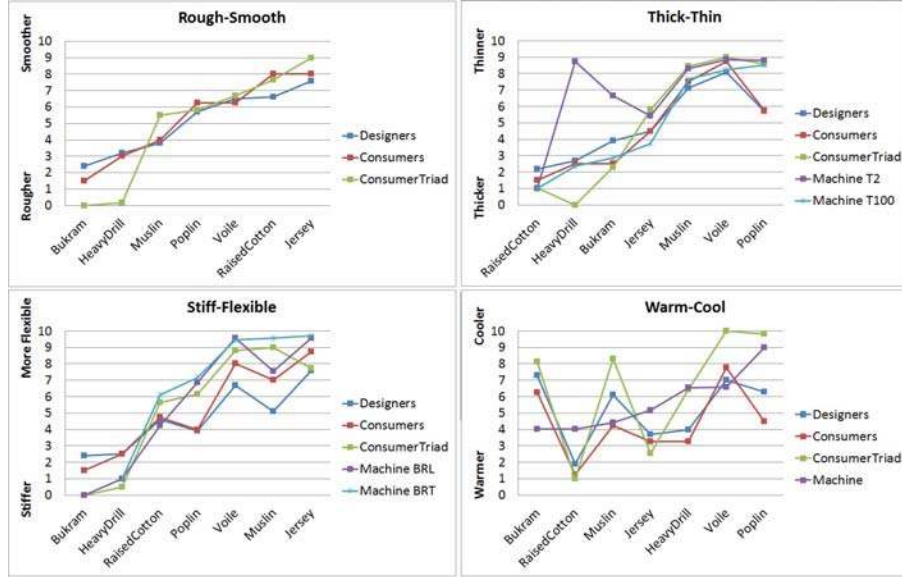 Rough-Smooth
Smoother
Rougher
10
9
8
7
6
5
4
3
2
1
0
Bukram
HeavyDrill
Muslin
Poplin
Voile
RaisedCotton
Jersey
Designers
Consumers
ConsumerTriad
Thick-Thin
Thinner
Thicker
10
9
8
7
6
5
4
3
2
1
0
RaisedCotton
HeavyDrill
Bukram
Jersey
Muslin
Voile
Poplin
Designers
Consumers
ConsumerTriad
Machine T2
Machine T100
Stiff-Flexible
More Flexible
Stiffer
10
9
8
7
6
5
4
3
2
1
0
Bukram
HeavyDrill
RaisedCotton
Poplin
Voile
Muslin
Jersey
Designers
Consumers
ConsumerTriad
Machine BRL
Machine BRT
Warm-Cool
Cooler
Warmer
10
9
8
7
6
5
4
3
2
1
0
Bukram
RaisedCotton
Muslin
Jersey
HeavyDrill
Voile
Poplin
Designers
Consumers
ConsumerTriad
Machine